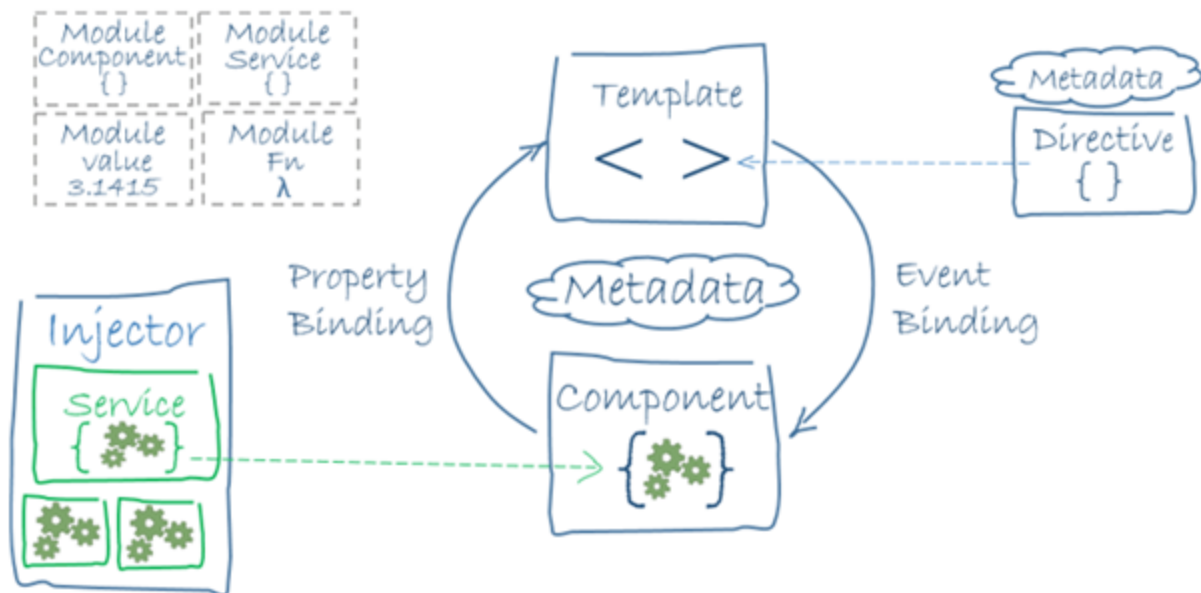 Module
Component
{ }
Module
Service
{ }
Module
value
3.1415
Module
Fn
λ
Template
< >
Metadata
Directive
{ }
Property
Binding
Metadata
Event
Binding
Injector
Service
{ }
Component
{ }